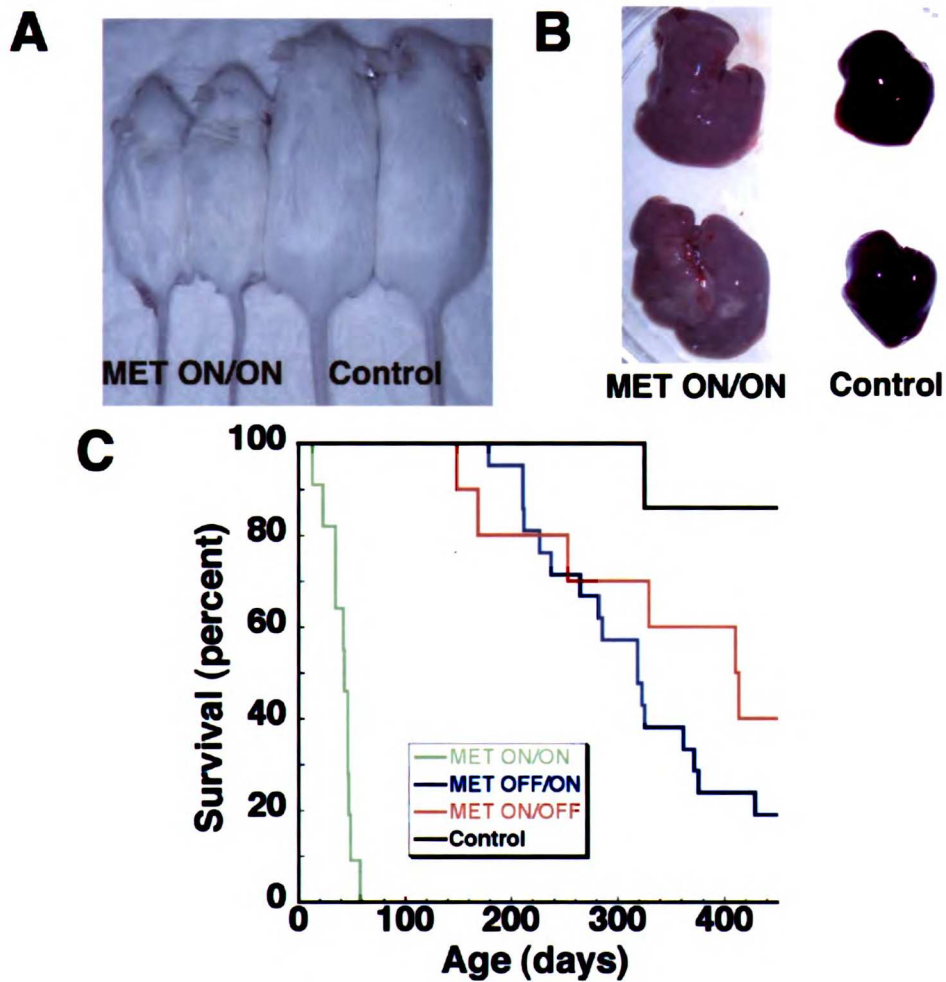 A
B
MET ON/ON Control
MET ON/ON Control
C
Survival (percent)
100
80
60
40
20
0
MET ON/ON
MET OFF/ON
MET ON/OFF
Control
0 100 200 300 400
Age (days)